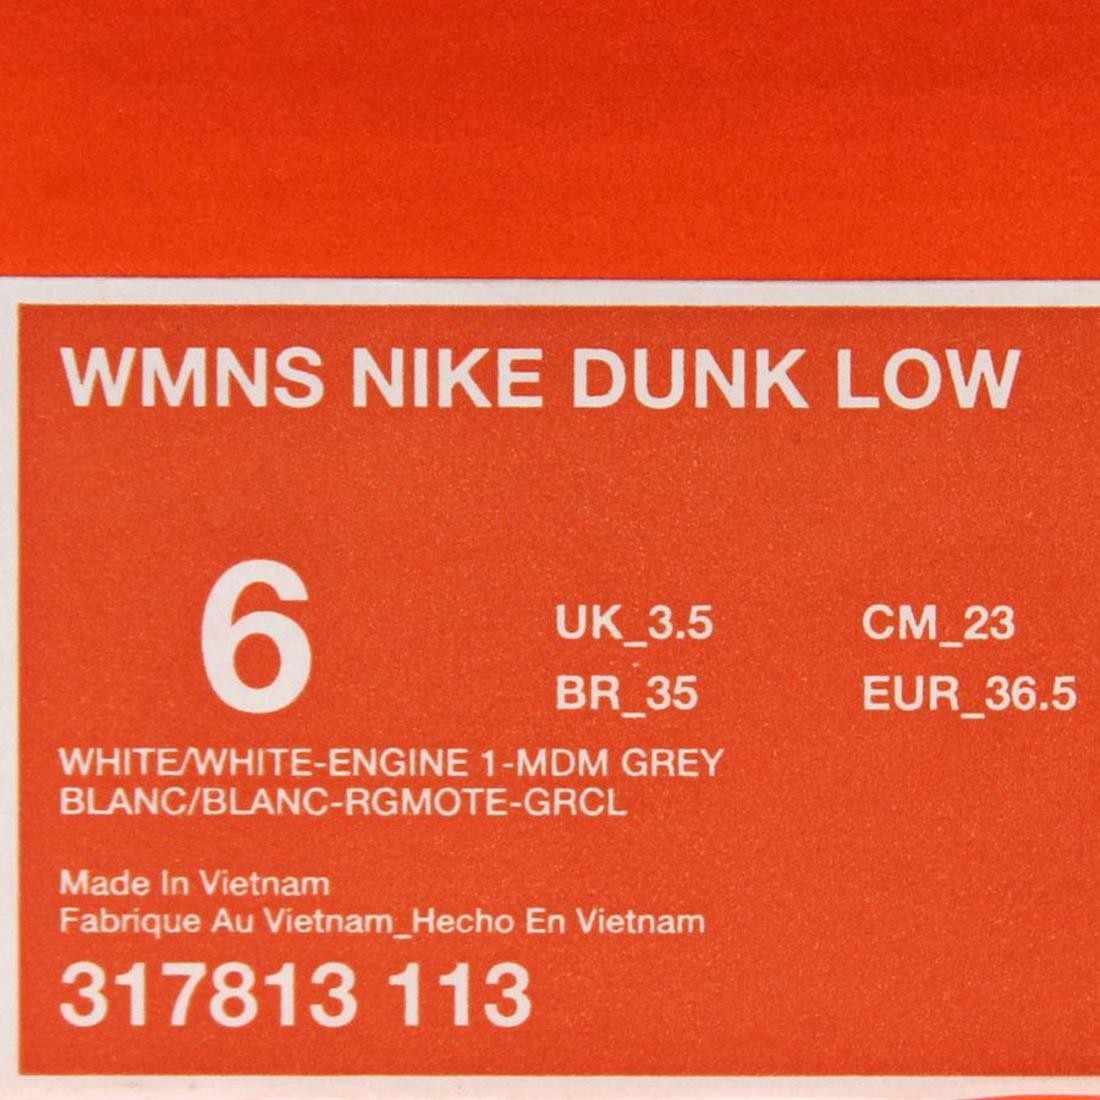 WMNS NIKE DUNK LOW
6
UK_3.5 CM_23
BR_35 EUR_36.5
WHITE/WHITE-ENGINE 1-MDM GREY
BLANC/BLANC-RGMOTE-GRCL
Made In Vietnam
Fabrique Au Vietnam_Hecho En Vietnam
317813 113